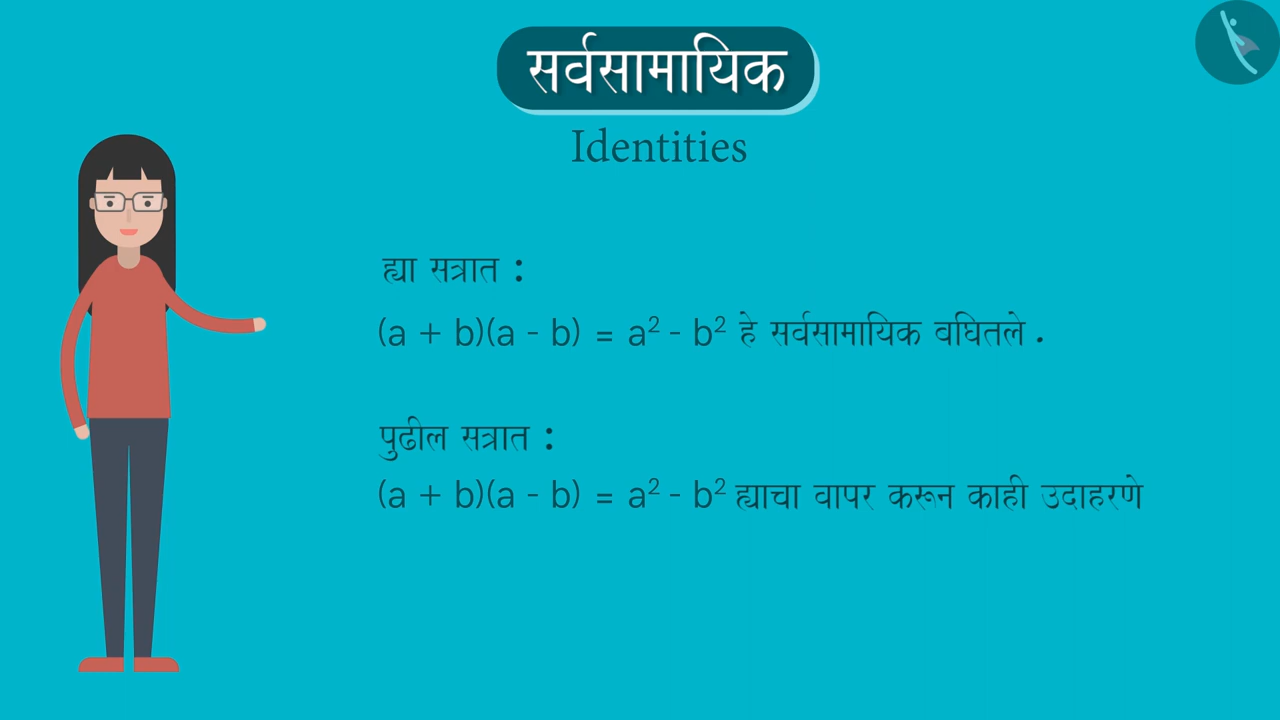 सर्वसामायिक
Identities
ह्या सत्रात :
(a + b)(a - b) = a² - b² हे सर्वसामायिक बघितले .
पुढील सत्रात :
(a + b)(a - b) = a² - b² ह्याचा वापर करून काही उदाहरणे